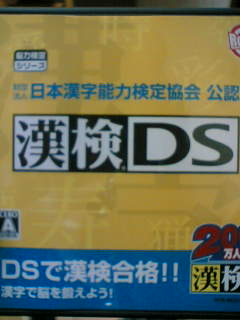 能力検定
シリーズ
財団法人 日本漢字能力検定協会 公認
漢検DS
A
200
万人
漢検
DSで漢検合格!!
漢字で脳を鍛えよう!